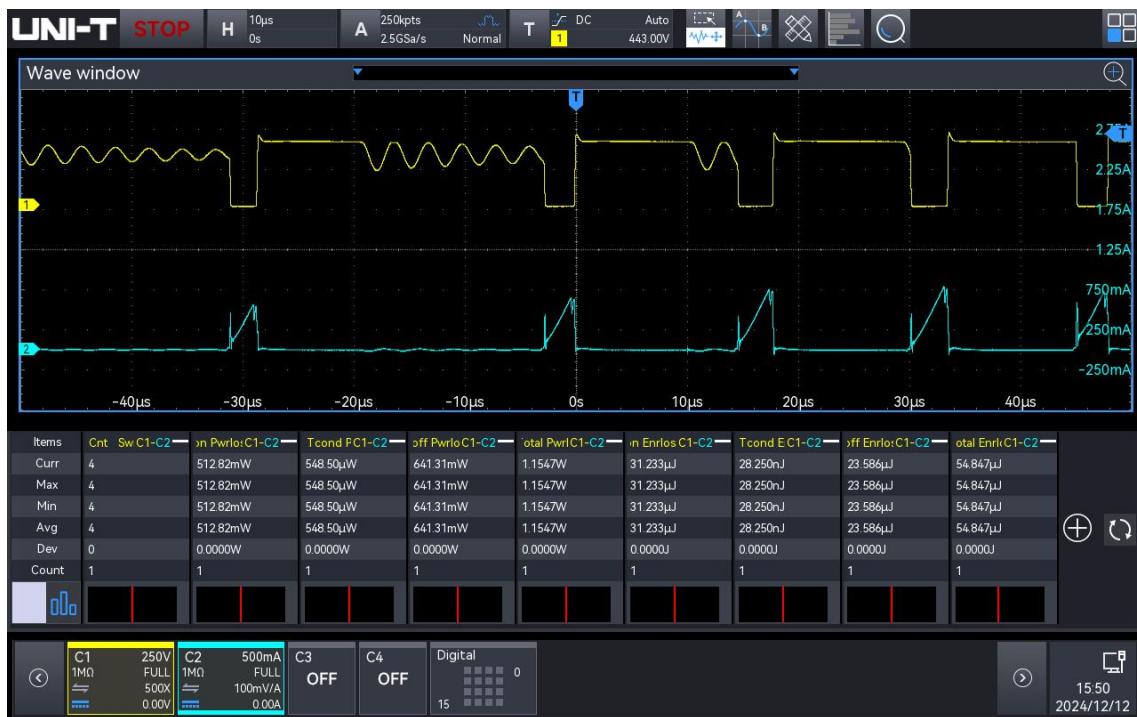 UNI-T STOP H 10µs A 250kpts T DC Auto
0s 2.5GSa/s Normal 1 443.00V A B
Wave window
T
T
2.25A
1
1.75A
1.25A
750mA
250mA
2
-250mA
-40µs -30µs -20µs -10µs 0s 10µs 20µs 30µs 40µs
Items Cnt Sw C1-C2 on Pwrlos C1-C2 Tcond P C1-C2 off Pwrlo C1-C2 otal Pwrl C1-C2 on Enrlos C1-C2 Tcond E C1-C2 off Enrlos C1-C2 otal Enrl C1-C2
Curr 4 512.82mW 548.50µW 641.31mW 1.1547W 31.233µJ 28.250nJ 23.586µJ 54.847µJ
Max 4 512.82mW 548.50µW 641.31mW 1.1547W 31.233µJ 28.250nJ 23.586µJ 54.847µJ
Min 4 512.82mW 548.50µW 641.31mW 1.1547W 31.233µJ 28.250nJ 23.586µJ 54.847µJ
Avg 4 512.82mW 548.50µW 641.31mW 1.1547W 31.233µJ 28.250nJ 23.586µJ 54.847µJ
Dev 0 0.0000W 0.0000W 0.0000W 0.0000W 0.0000J 0.0000J 0.0000J 0.0000J
Count 1 1 1 1 1 1 1 1 1
C1 250V C2 500mA C3 C4 Digital
1MΩ FULL 1MΩ FULL OFF OFF 0
500X 100mV/A
0.00V 0.00A 15
15:50
2024/12/12